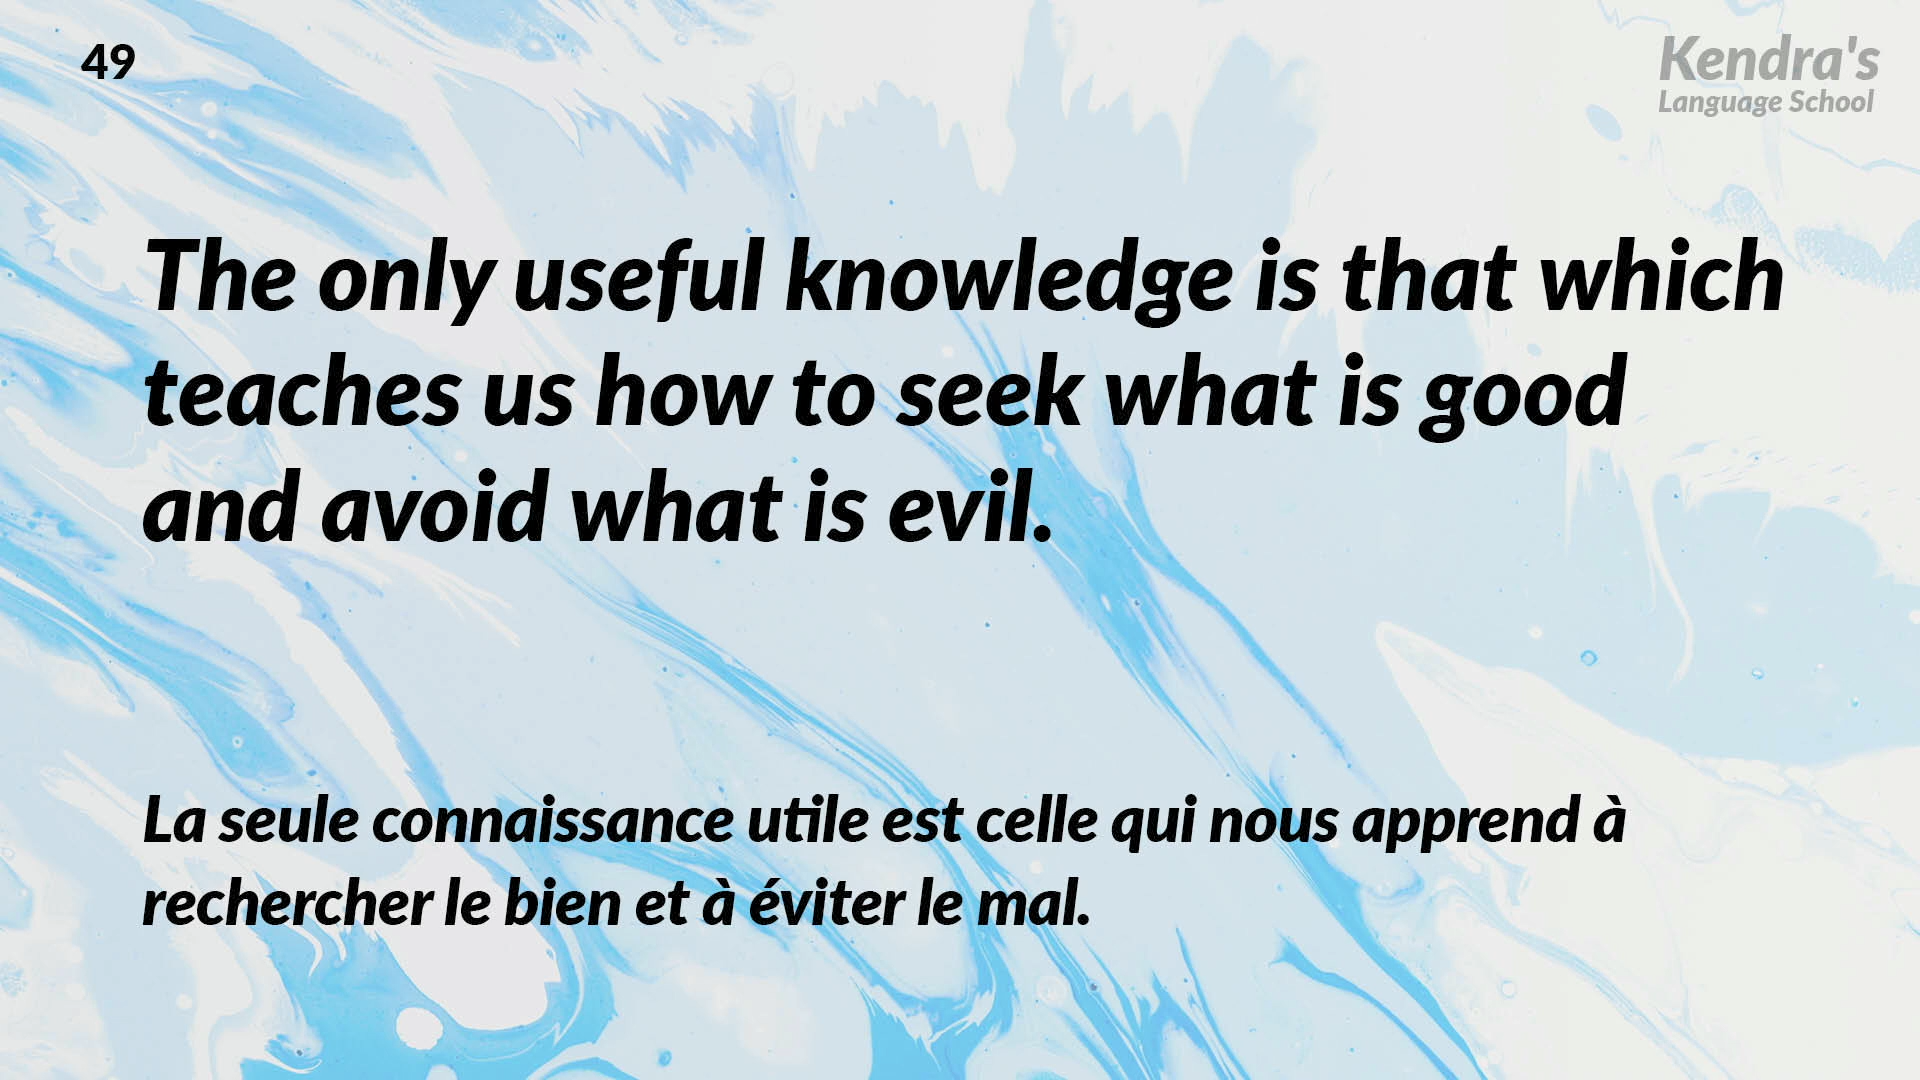 49
Kendra's
Language School
The only useful knowledge is that which
teaches us how to seek what is good
and avoid what is evil.
La seule connaissance utile est celle qui nous apprend à
rechercher le bien et à éviter le mal.